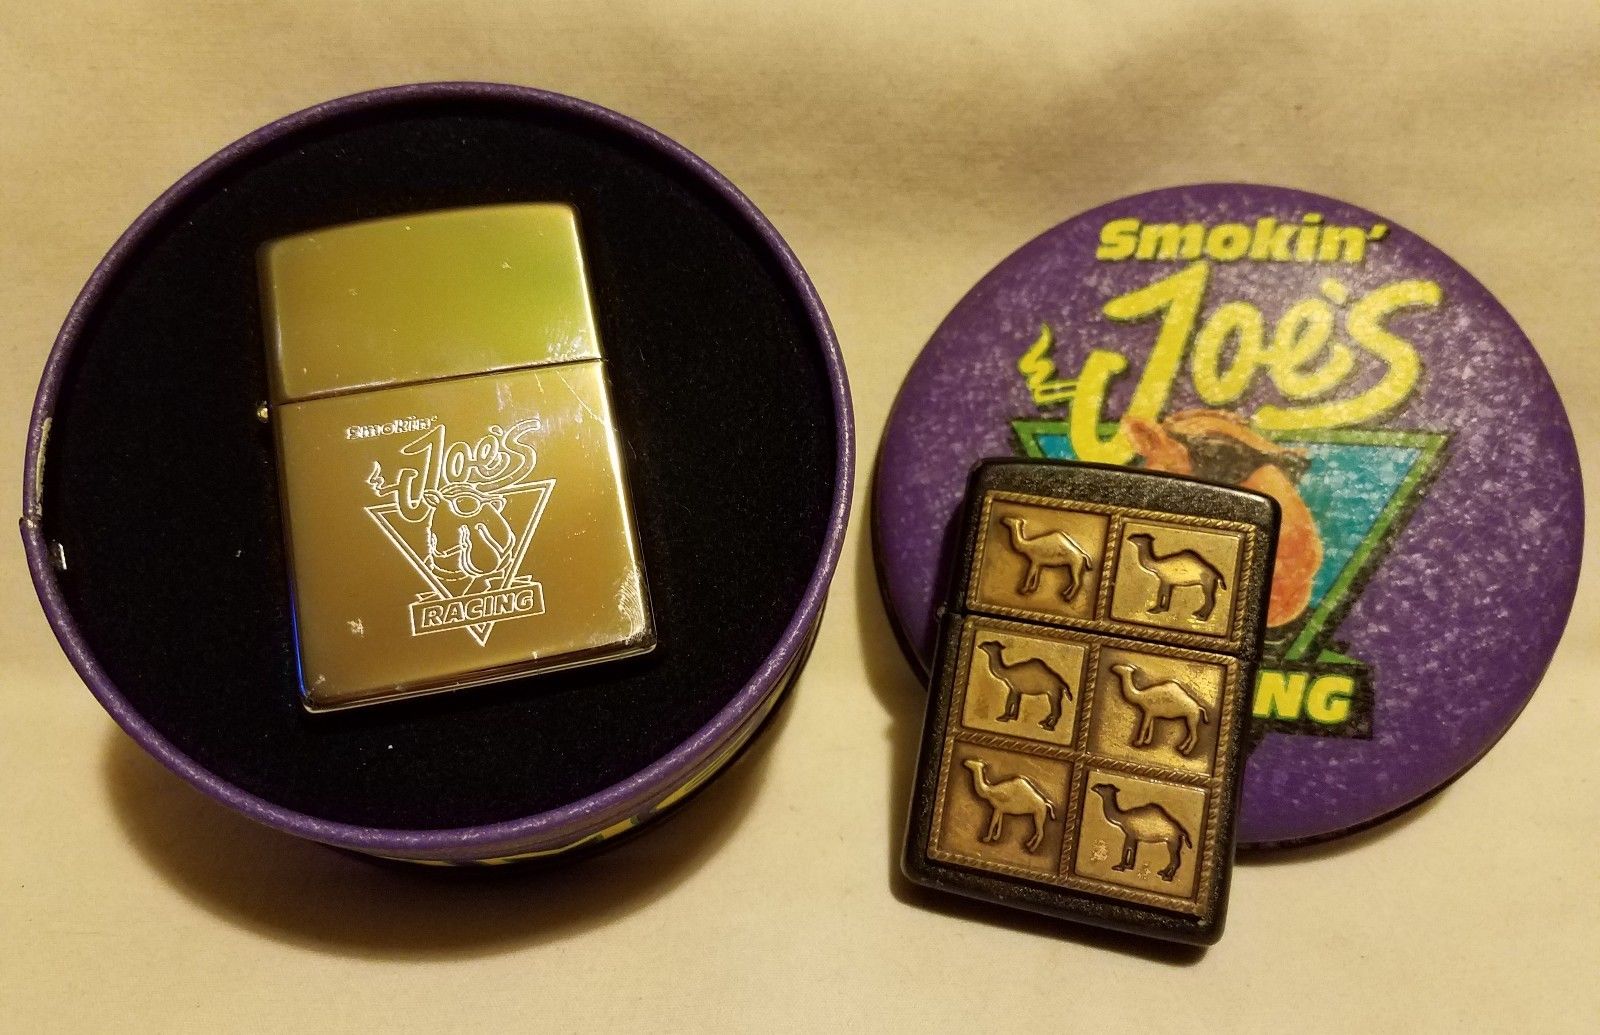 Smokin'
Joe's
RACING
Smokin'
Joe's
NG